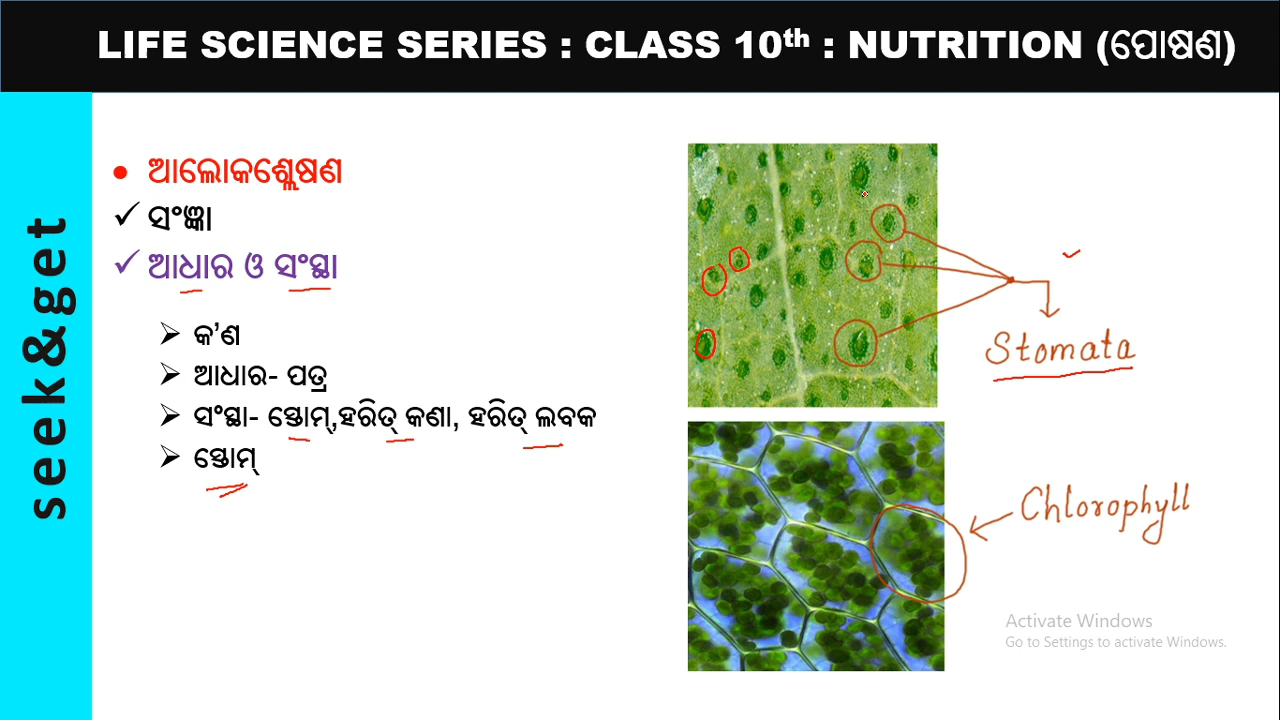 LIFE SCIENCE SERIES : CLASS 10th : NUTRITION (ପୋଷଣ)
seek&get
ଆଲୋକଶ୍ଳେଷଣ
ସଂଜ୍ଞା
ଆଧାର ଓ ସଂସ୍ଥା
କ'ଣ
ଆଧାର- ପତ୍ର
ସଂସ୍ଥା- ସ୍ତୋମ୍,ହରିତ୍ କଣା, ହରିତ୍ ଲବକ
ସ୍ତୋମ୍
Stomata
Chlorophyll
Activate Windows
Go to Settings to activate Windows.